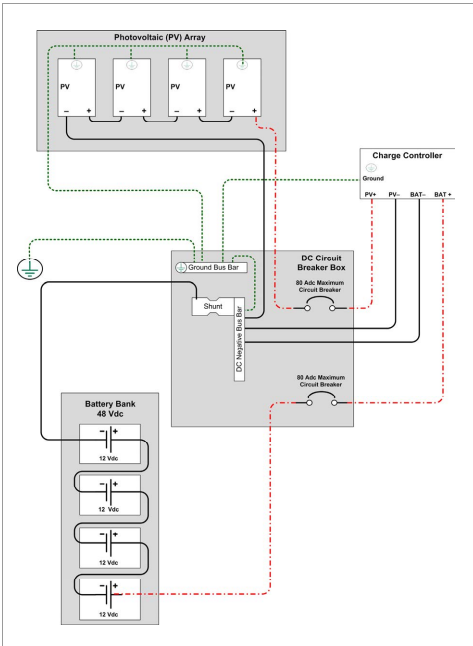 Photovoltaic (PV) Array
PV
PV
PV
PV
– +
– +
– +
– +
Charge Controller
Ground
PV+ PV– BAT– BAT +
DC Circuit
Breaker Box
Ground Bus Bar
80 Adc Maximum
Circuit Breaker
Shunt
DC Negative Bus Bar
80 Adc Maximum
Circuit Breaker
Battery Bank
48 Vdc
– +
12 Vdc
– +
12 Vdc
– +
12 Vdc
– +
12 Vdc